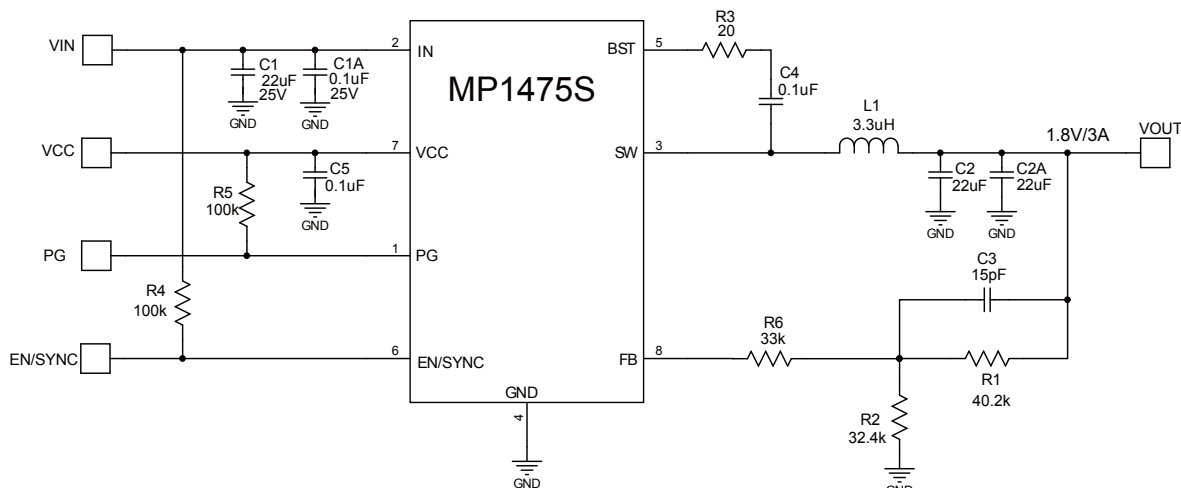 VIN
2
IN
C1
22uF
25V
GND
C1A
0.1uF
25V
GND
MP1475S
BST
5
R3
20
C4
0.1uF
VCC
7
VCC
R5
100k
C5
0.1uF
GND
SW
3
L1
3.3uH
1.8V/3A
VOUT
C2
22uF
GND
C2A
22uF
GND
PG
1
PG
R4
100k
C3
15pF
EN/SYNC
6
EN/SYNC
FB
8
R6
33k
R1
40.2k
R2
32.4k
GND
GND
4
GND